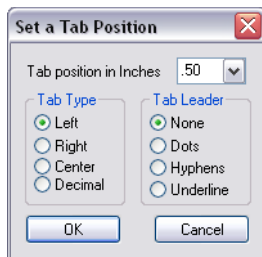 Set a Tab Position
Tab position in Inches .50
Tab Type
Left
Right
Center
Decimal
Tab Leader
None
Dots
Hyphens
Underline
OK
Cancel